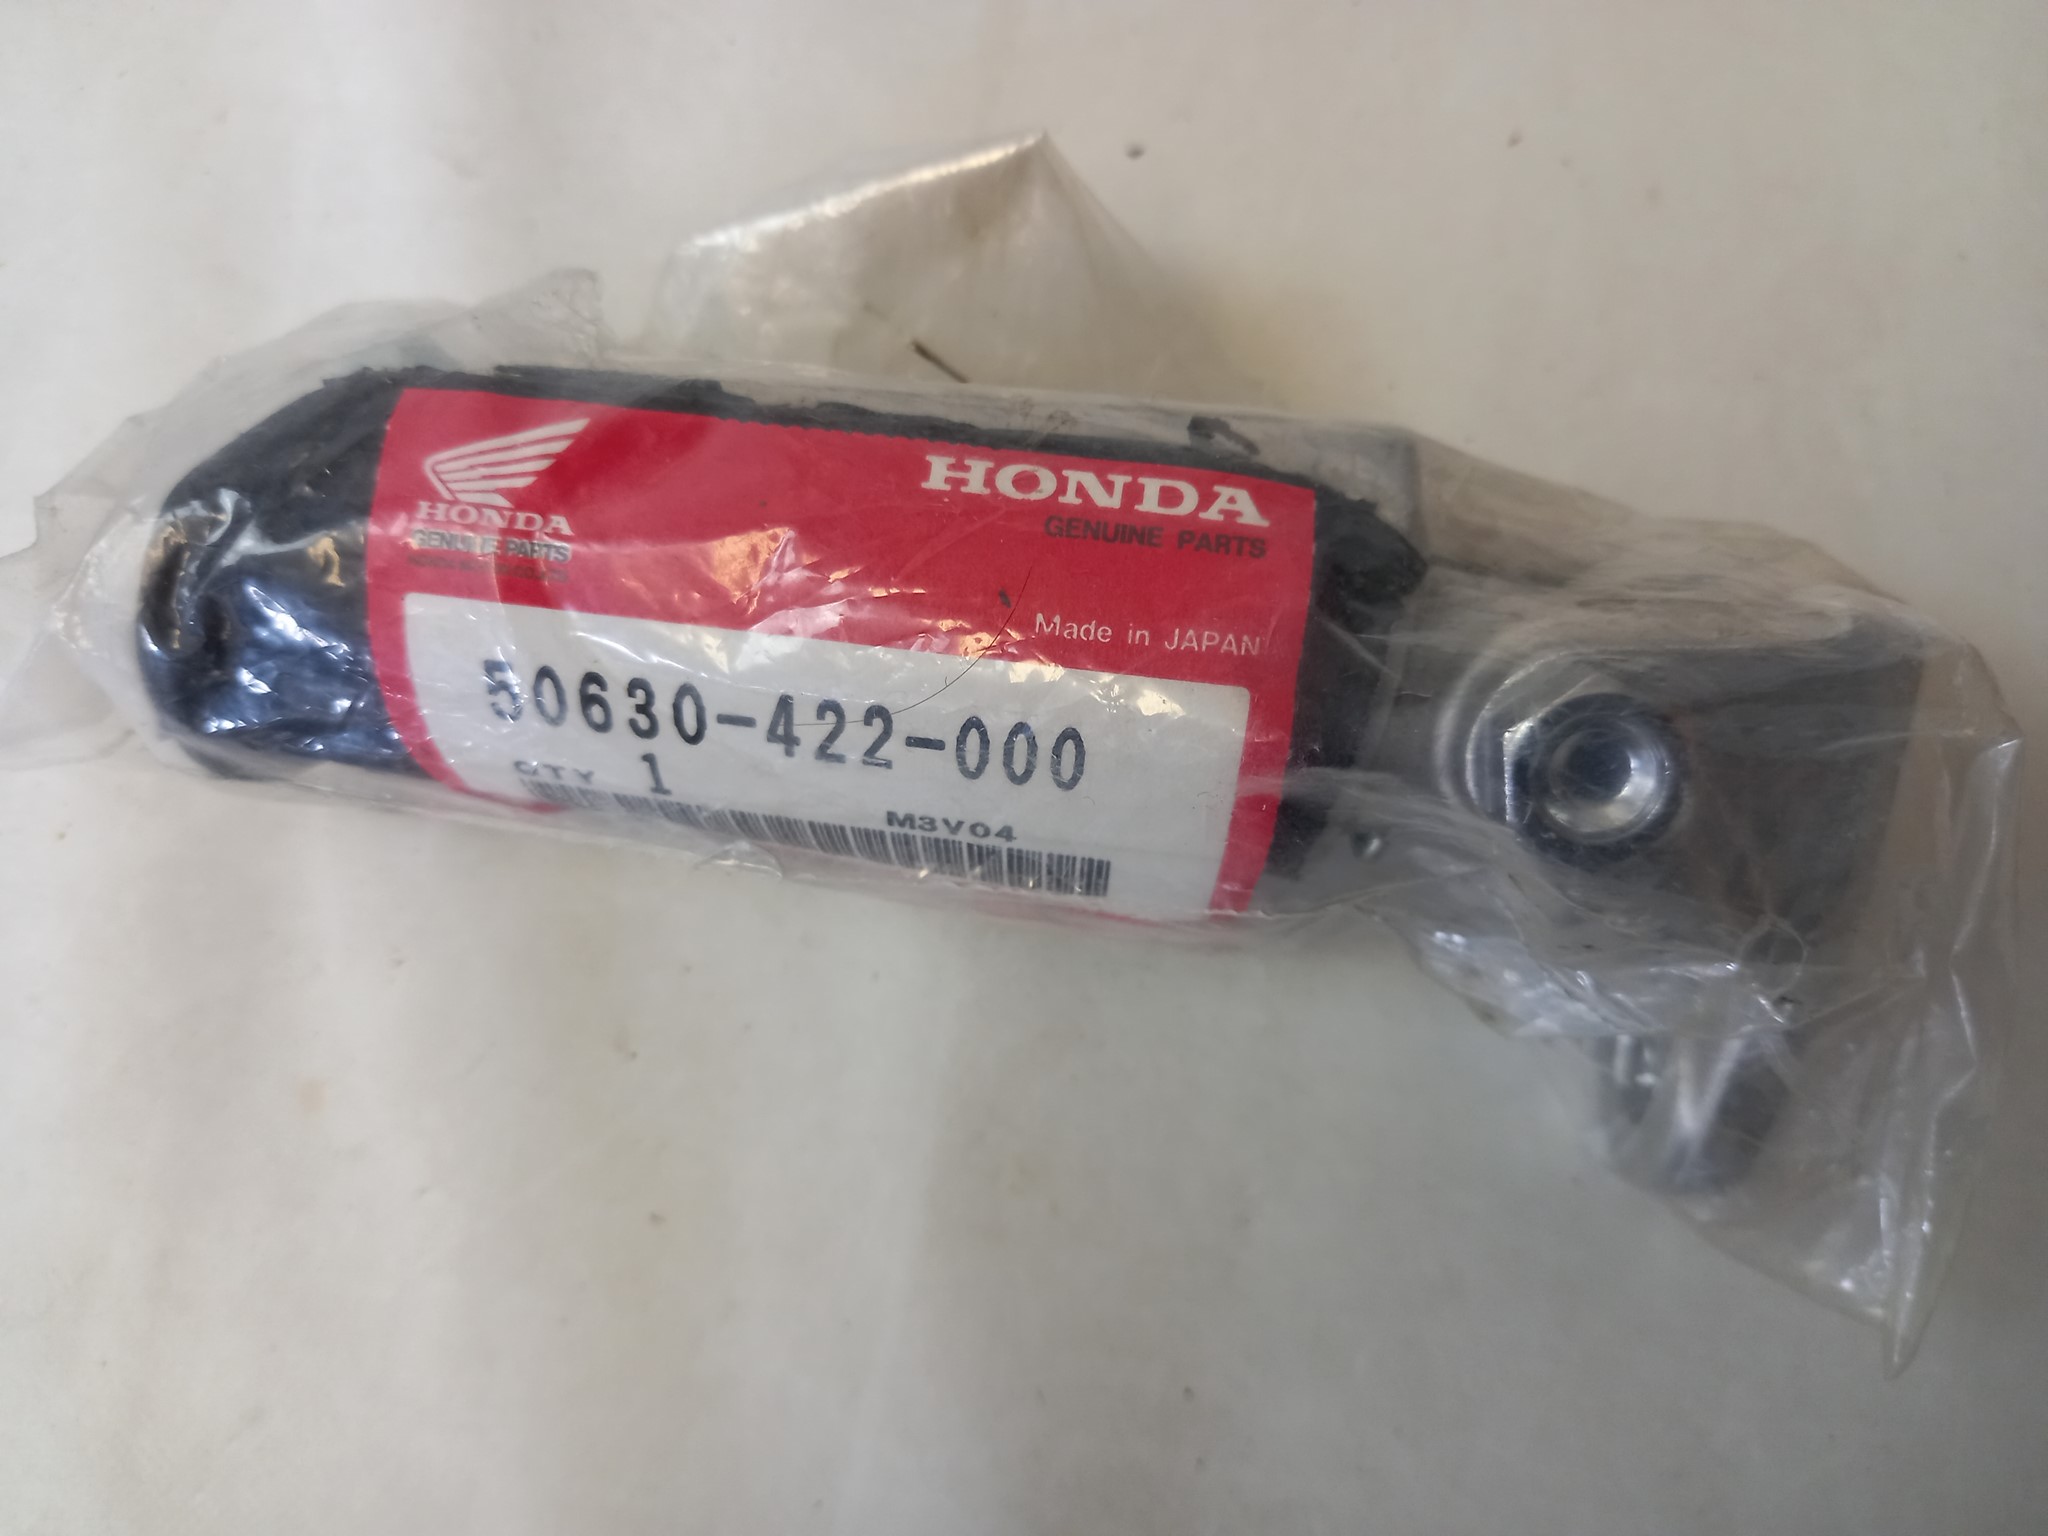 HONDA
GENUINE PARTS
HONDA
GENUINE PARTS
Made in JAPAN
50630-422-000
QTY 1
M3V04